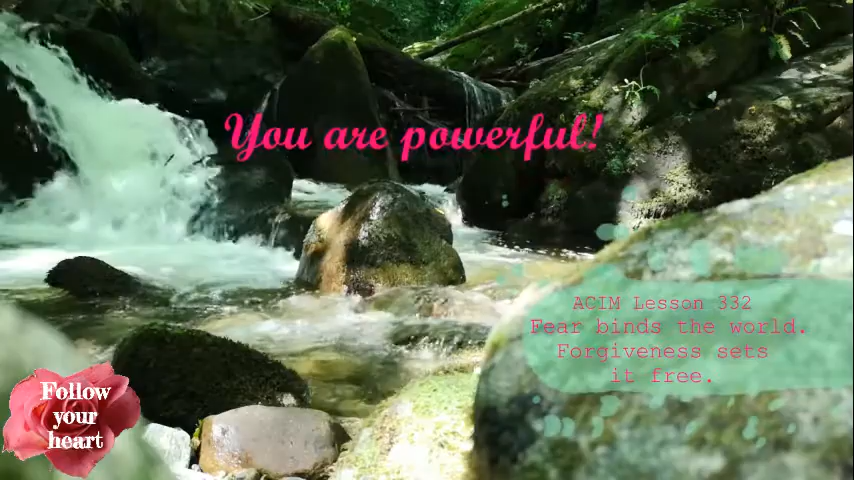 You are powerful!
ACIM Lesson 332
Fear binds the world.
Forgiveness sets
it free.
Follow
your
heart